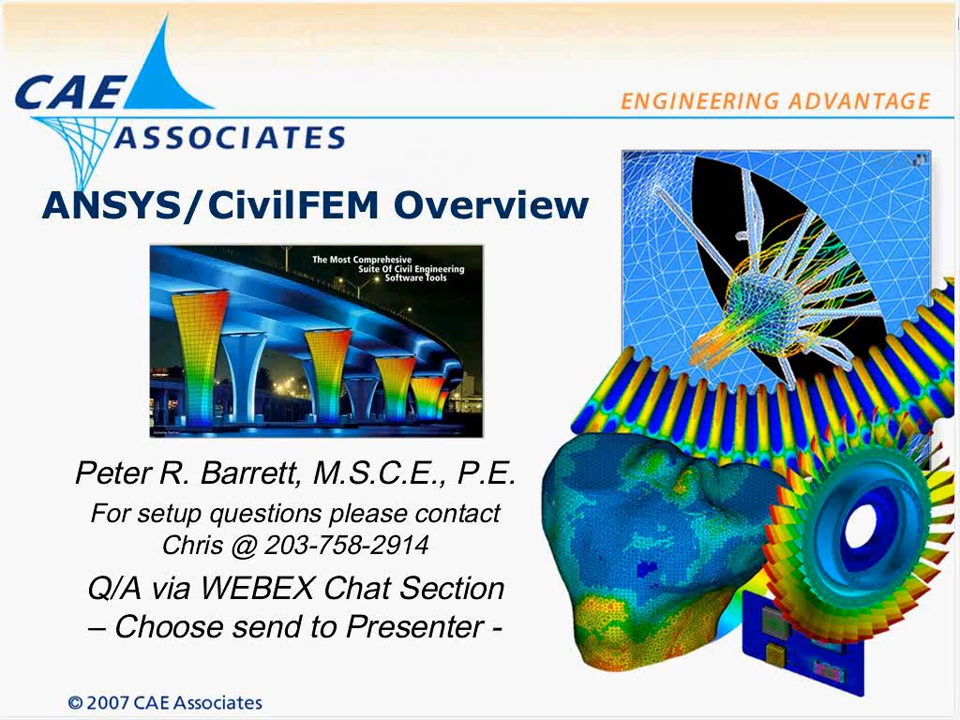 CAE
ASSOCIATES
ENGINEERING ADVANTAGE
ANSYS/CivilFEM Overview
The Most Comprehesive
Suite Of Civil Engineering
Software Tools
Peter R. Barrett, M.S.C.E., P.E.
For setup questions please contact
Chris @ 203-758-2914
Q/A via WEBEX Chat Section
– Choose send to Presenter -
© 2007 CAE Associates